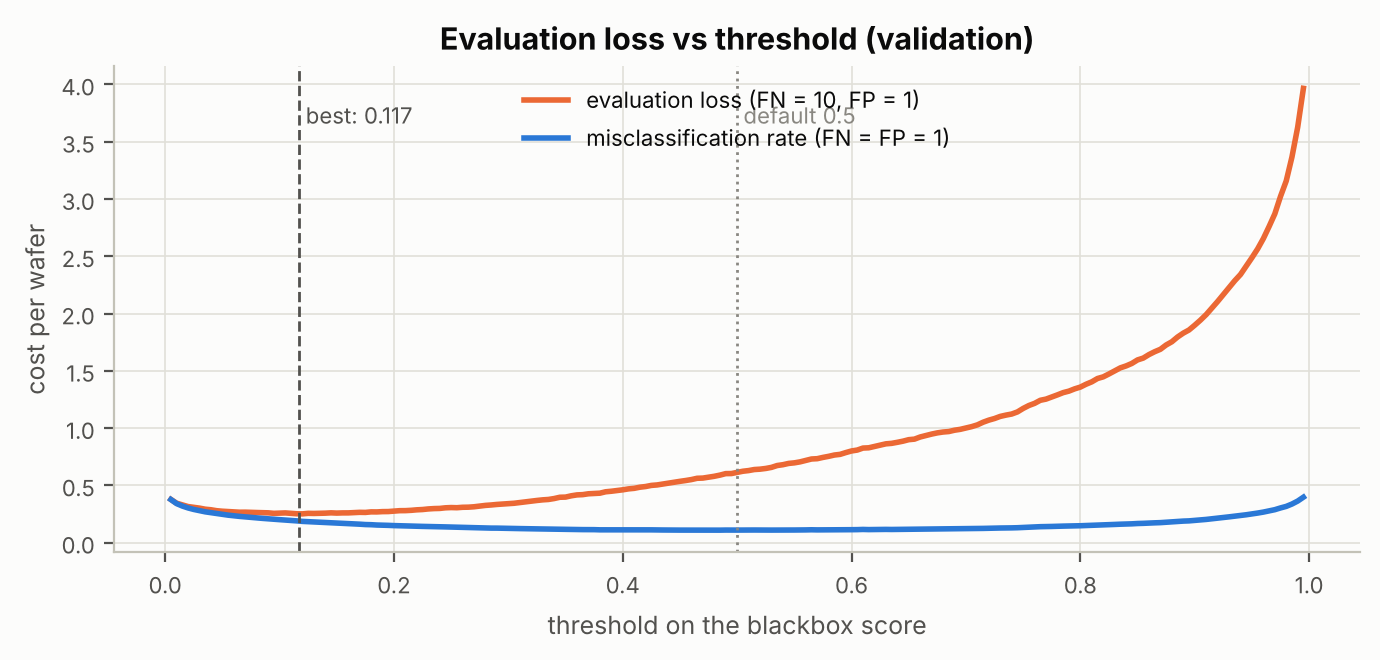 Evaluation loss vs threshold (validation)
cost per wafer
4.0
3.5
3.0
2.5
2.0
1.5
1.0
0.5
0.0
best: 0.117
evaluation loss (FN = 10, FP = 1)
default 0.5
misclassification rate (FN = FP = 1)
0.0 0.2 0.4 0.6 0.8 1.0
threshold on the blackbox score